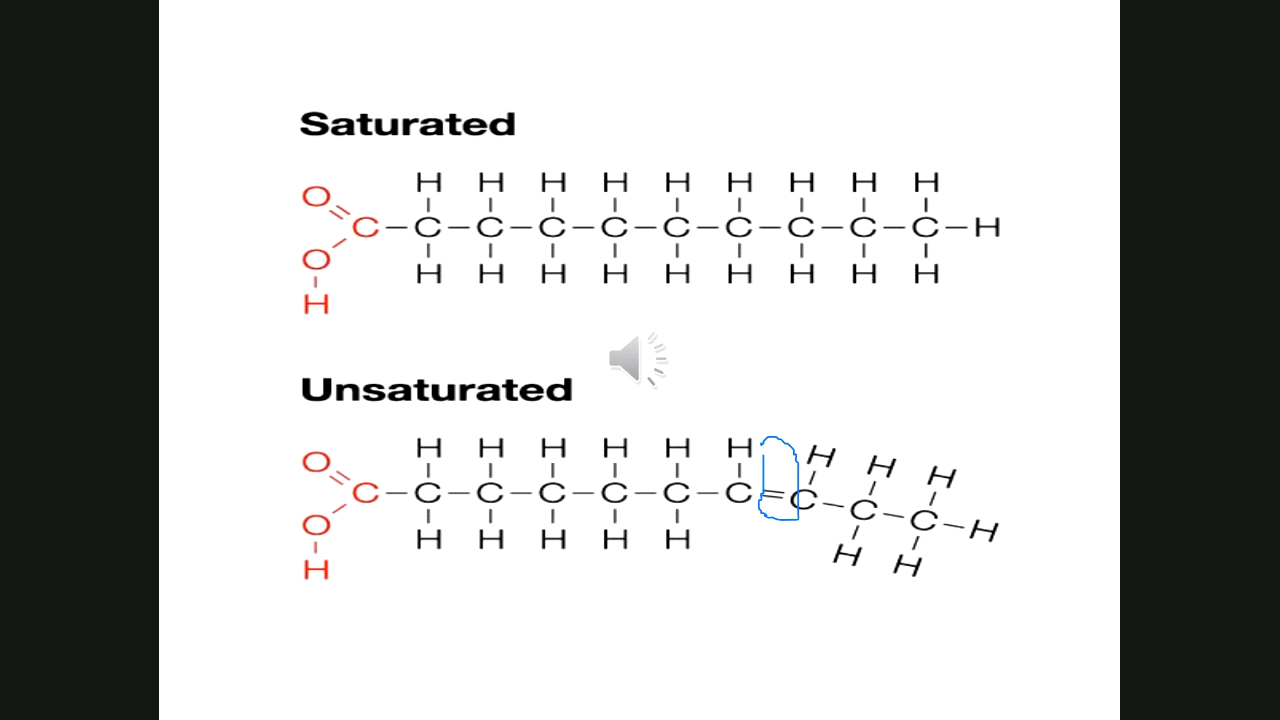 Saturated
H H H H H H H H H
O
C–C–C–C–C–C–C–C–C–C–H
O
H H H H H H H H H
H
Unsaturated
H H H H H H H H H
O
C–C–C–C–C–C–C=C–C–C–H
O
H H H H H H H
H